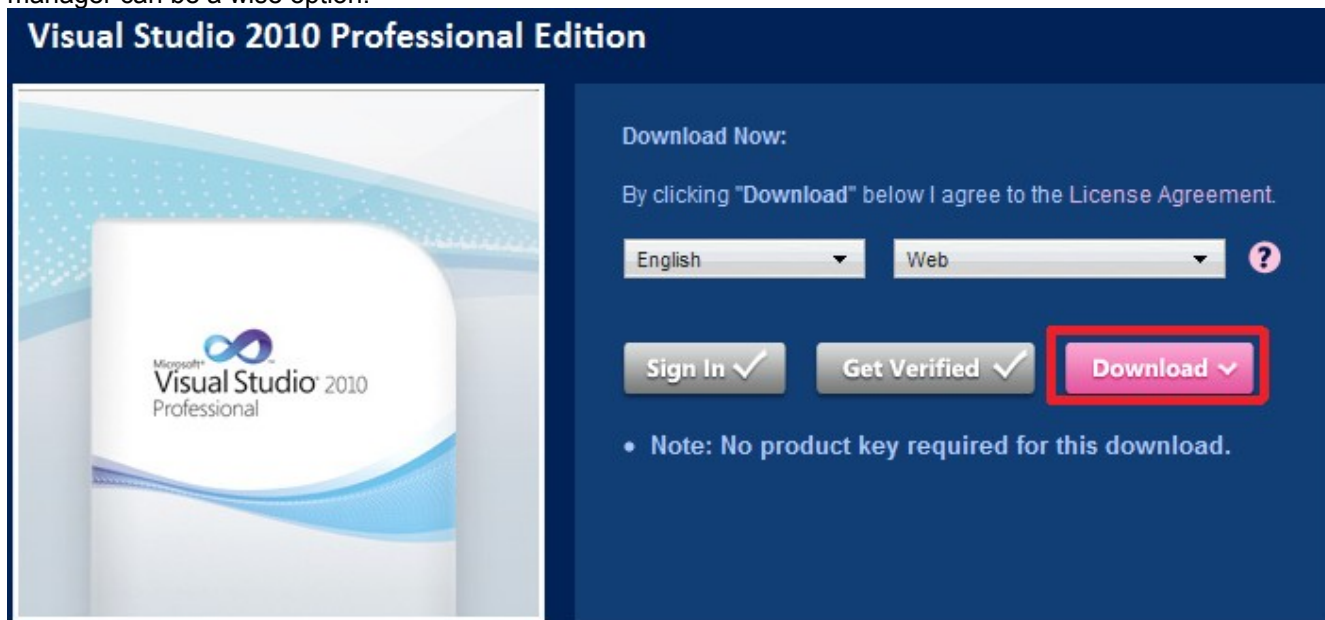 manager can be a wise option.
Visual Studio 2010 Professional Edition
Download Now:
By clicking "Download" below I agree to the License Agreement.
English
Web
?
Sign In
Get Verified
Download
• Note: No product key required for this download.
Microsoft®
Visual Studio® 2010
Professional